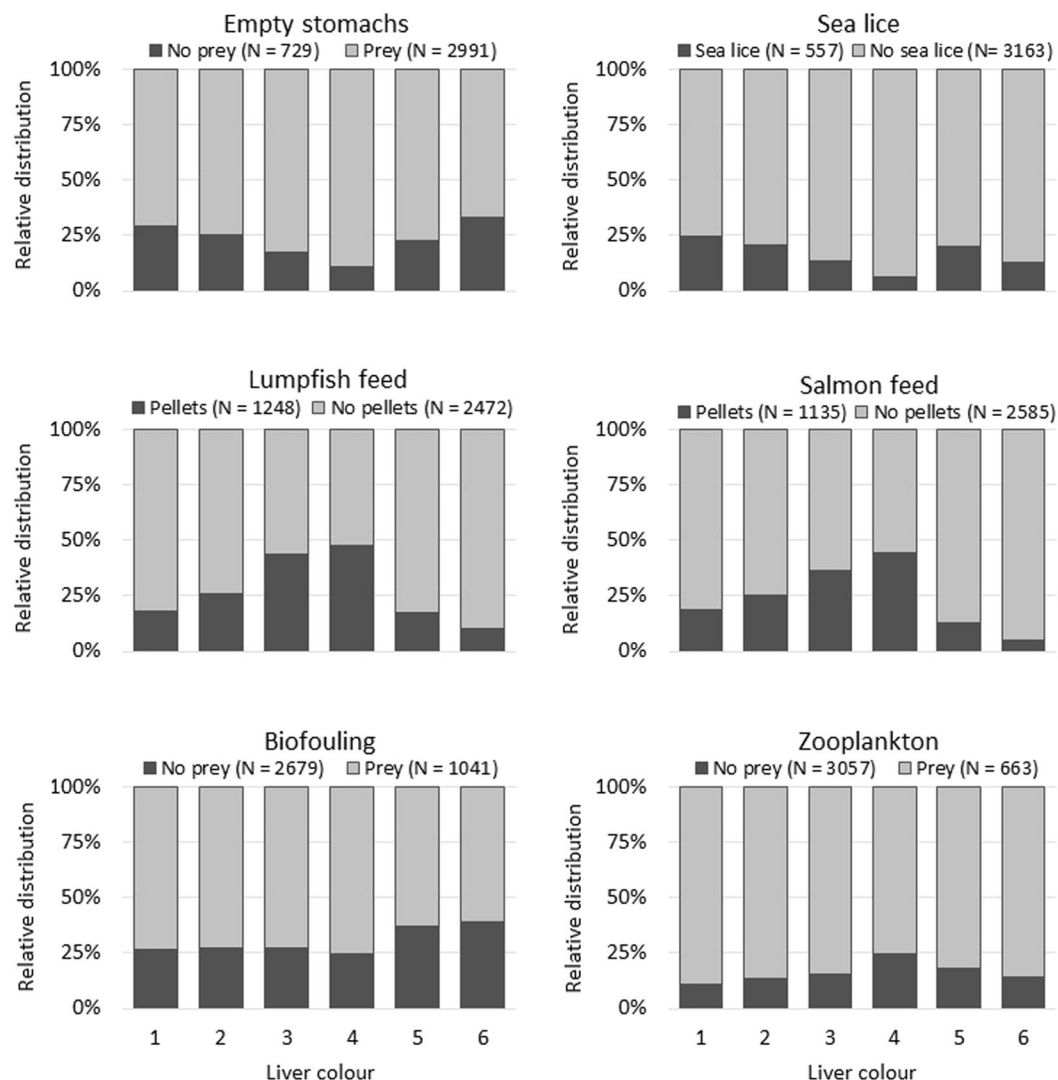 Empty stomachs
No prey (N = 729) Prey (N = 2991)
100%
75%
50%
25%
0%
Relative distribution
Sea lice
Sea lice (N = 557) No sea lice (N= 3163)
100%
75%
50%
25%
0%
Relative distribution
Lumpfish feed
Pellets (N = 1248) No pellets (N = 2472)
100%
75%
50%
25%
0%
Relative distribution
Salmon feed
Pellets (N = 1135) No pellets (N = 2585)
100%
75%
50%
25%
0%
Relative distribution
Biofouling
No prey (N = 2679) Prey (N = 1041)
100%
75%
50%
25%
0%
Relative distribution
1 2 3 4 5 6
Liver colour
Zooplankton
No prey (N = 3057) Prey (N = 663)
100%
75%
50%
25%
0%
Relative distribution
1 2 3 4 5 6
Liver colour